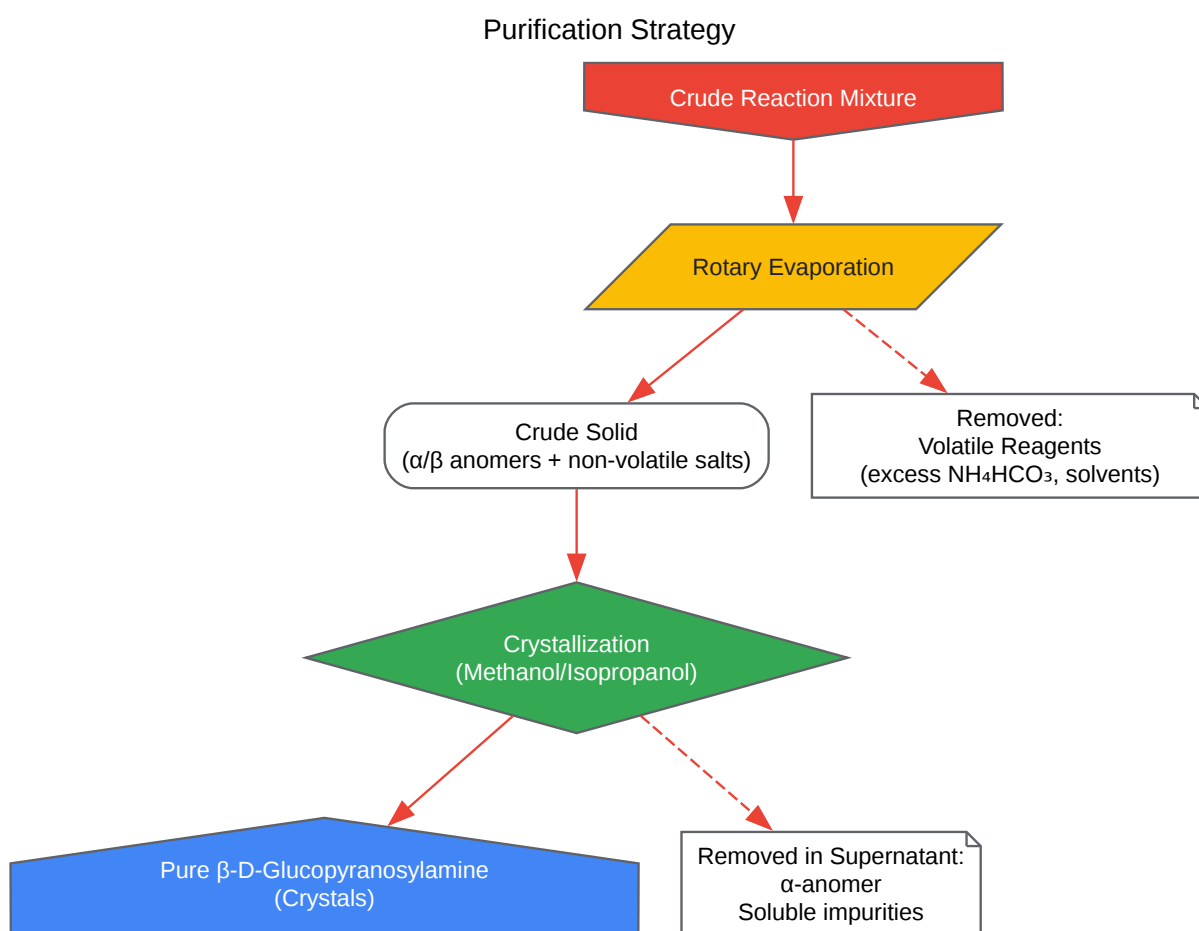 Purification Strategy
Crude Reaction Mixture
Rotary Evaporation
Crude Solid
(α/β anomers + non-volatile salts)
Removed:
Volatile Reagents
(excess NH₄HCO₃, solvents)
Crystallization
(Methanol/Isopropanol)
Pure β-D-Glucopyranosylamine
(Crystals)
Removed in Supernatant:
α-anomer
Soluble impurities